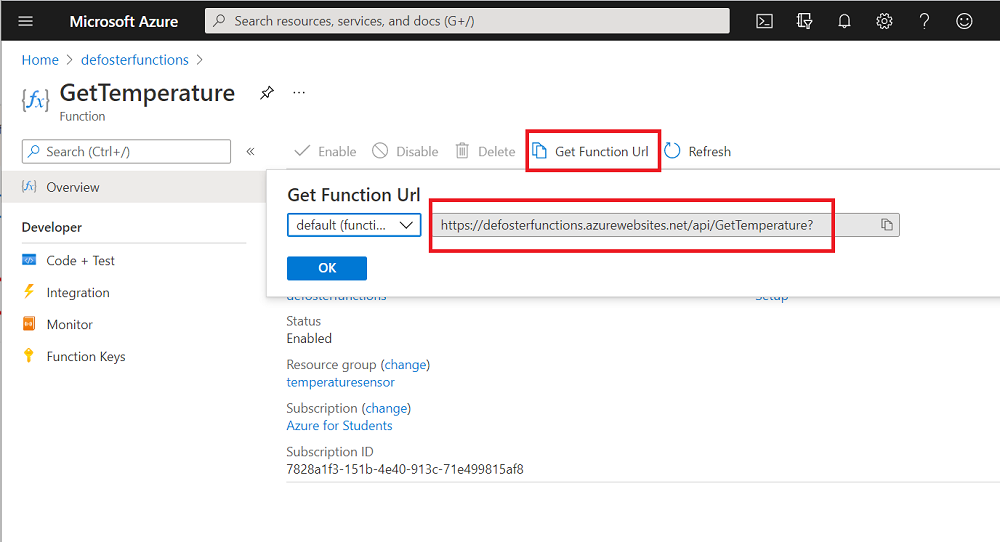 Microsoft Azure
Search resources, services, and docs (G+/)
Home > defosterfunctions >
{fx} GetTemperature ...
Function
Search (Ctrl+/) «
Enable Disable Delete Get Function Url Refresh
{fx} Overview
Get Function Url
default (functi... https://defosterfunctions.azurewebsites.net/api/GetTemperature?
OK
Developer
Code + Test
Integration
Monitor
Function Keys
defosterfunctions Setup
Status
Enabled
Resource group (change)
temperaturesensor
Subscription (change)
Azure for Students
Subscription ID
7828a1f3-151b-4e40-913c-71e499815af8